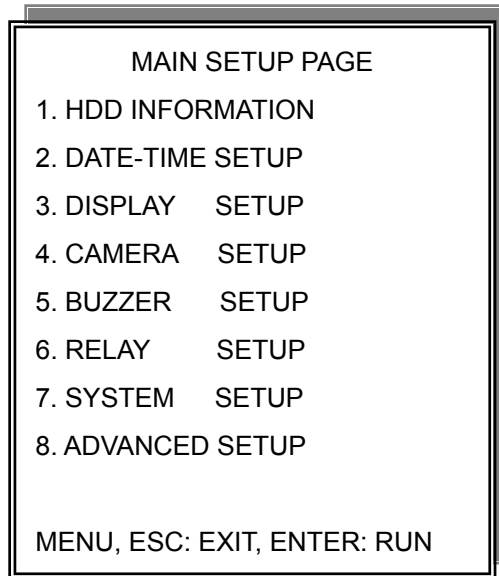 MAIN SETUP PAGE
1. HDD INFORMATION
2. DATE-TIME SETUP
3. DISPLAY SETUP
4. CAMERA SETUP
5. BUZZER SETUP
6. RELAY SETUP
7. SYSTEM SETUP
8. ADVANCED SETUP
MENU, ESC: EXIT, ENTER: RUN